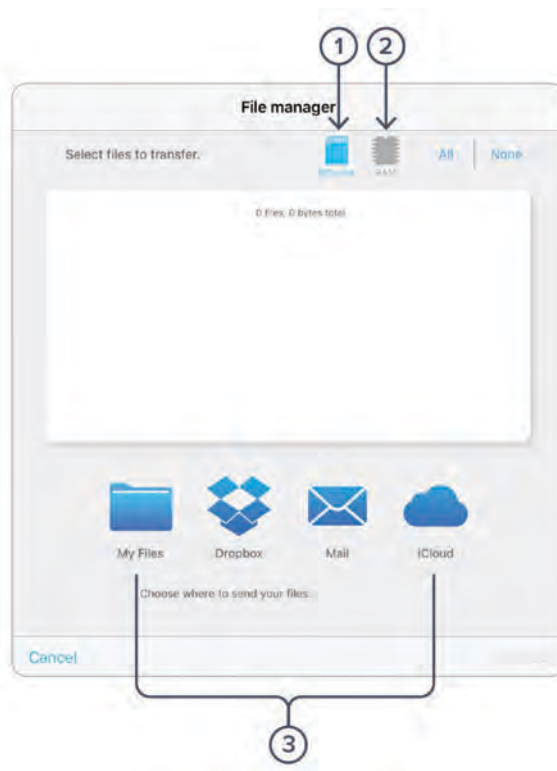 1 2
File manager
Select files to transfer.
RAM
All None
0 files, 0 bytes total
My Files Dropbox Mail iCloud
Choose where to send your files.
Cancel
3